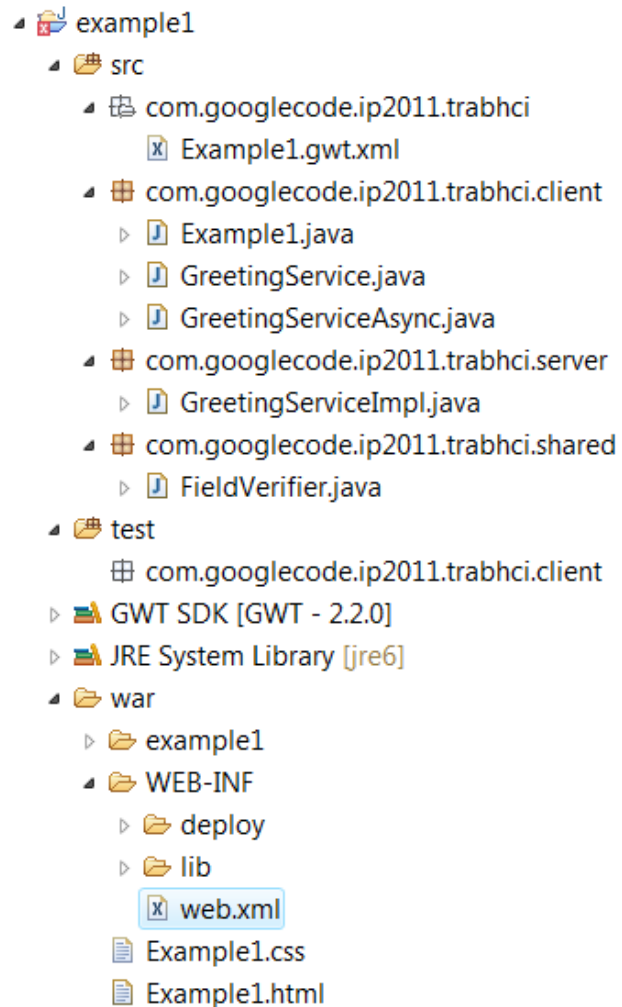 example1
src
com.googlecode.ip2011.trabhci
Example1.gwt.xml
com.googlecode.ip2011.trabhci.client
Example1.java
GreetingService.java
GreetingServiceAsync.java
com.googlecode.ip2011.trabhci.server
GreetingServiceImpl.java
com.googlecode.ip2011.trabhci.shared
FieldVerifier.java
test
com.googlecode.ip2011.trabhci.client
GWT SDK [GWT - 2.2.0]
JRE System Library [jre6]
war
example1
WEB-INF
deploy
lib
web.xml
Example1.css
Example1.html